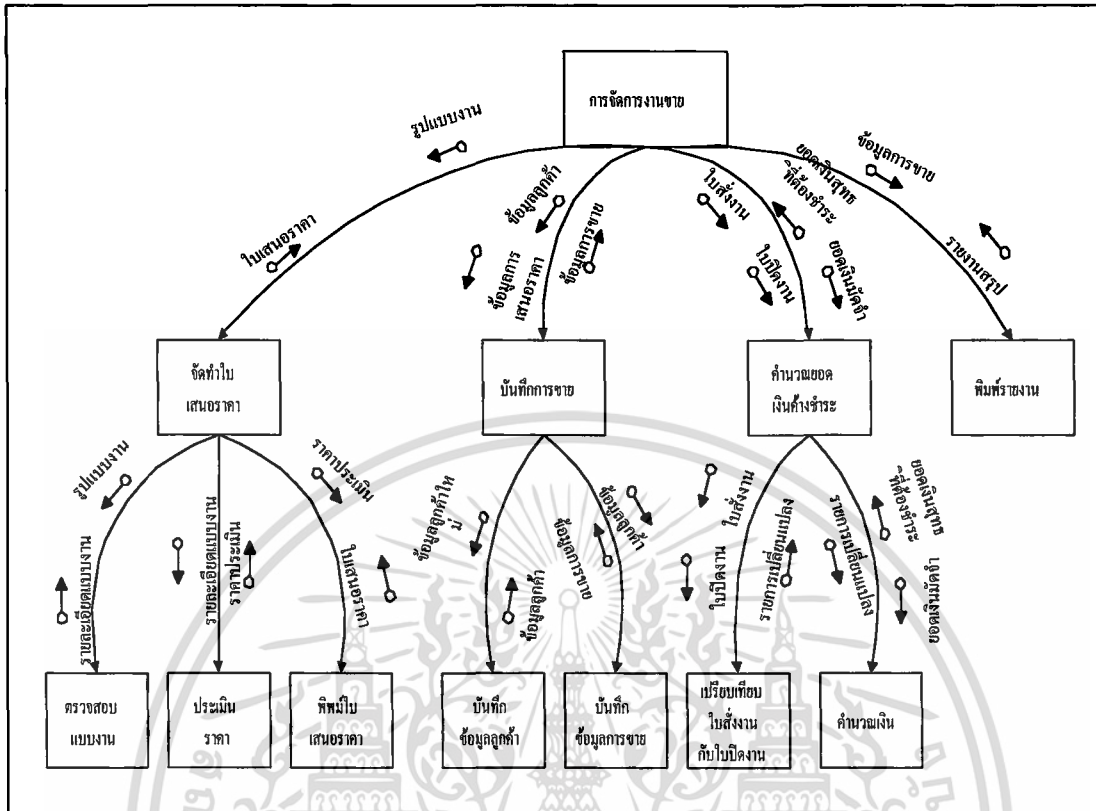 การจัดการงานขาย
รูปแบบงาน
ใบเสนอราคา
ข้อมูลลูกค้า
ข้อมูลการ
เสนอราคา
ข้อมูลการขาย
ใบสั่งงาน
ใบปิดงาน
ยอดเงินสุทธ
ที่ต้องชำระ
ยอดเงินมัดจำ
ข้อมูลการขาย
รายงานสรุป
จัดทำใบ
เสนอราคา
บันทึกการขาย
คำนวณยอด
เงินค้างชำระ
พิมพ์รายงาน
รูปแบบงาน
รายละเอียดแบบงาน
รายละเอียดแบบงาน
ราคาประเมิน
ราคาประเมิน
ใบเสนอราคา
ข้อมูลลูกค้าให
ม่
ข้อมูลลูกค้า
ข้อมูลลูกค้า
ข้อมูลการขาย
ใบสั่งงาน
ใบปิดงาน
รายการเปลี่ยนแปลง
รายการเปลี่ยนแปลง
ยอดเงินสุทธ
ที่ต้องชำระ
ยอดเงินมัดจำ
ตรวจสอบ
แบบงาน
ประเมิน
ราคา
พิพม์ใบ
เสนอราคา
บันทึก
ข้อมูลลูกค้า
บันทึก
ข้อมูลการขาย
เปรียบเทียบ
ใบสั่งงาน
กับใบปิดงาน
คำนวณเงิน